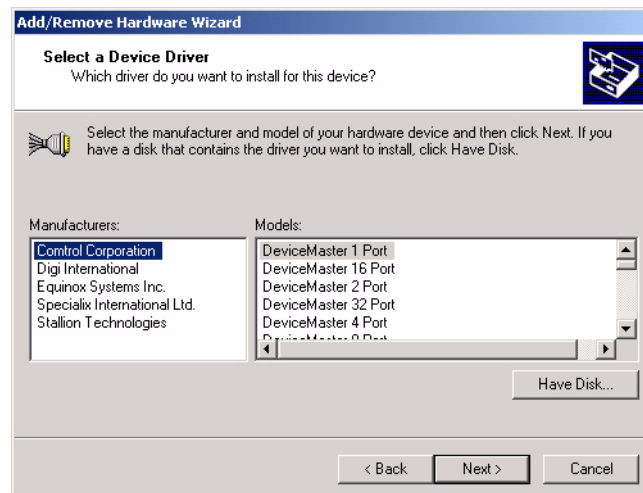 Add/Remove Hardware Wizard
Select a Device Driver
Which driver do you want to install for this device?
Select the manufacturer and model of your hardware device and then click Next. If you
have a disk that contains the driver you want to install, click Have Disk.
Manufacturers:
Comtrol Corporation
Digi International
Equinox Systems Inc.
Specialix International Ltd.
Stallion Technologies
Models:
DeviceMaster 1 Port
DeviceMaster 16 Port
DeviceMaster 2 Port
DeviceMaster 32 Port
DeviceMaster 4 Port
Have Disk...
< Back
Next >
Cancel